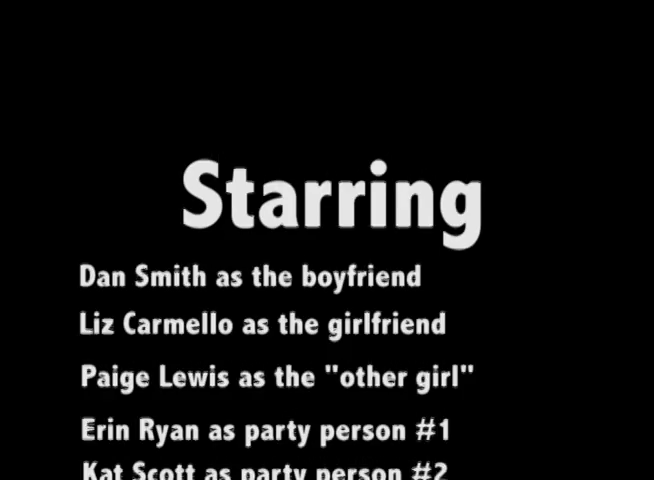 Starring
Dan Smith as the boyfriend
Liz Carmello as the girlfriend
Paige Lewis as the "other girl"
Erin Ryan as party person #1
Kat Scott as party person #2